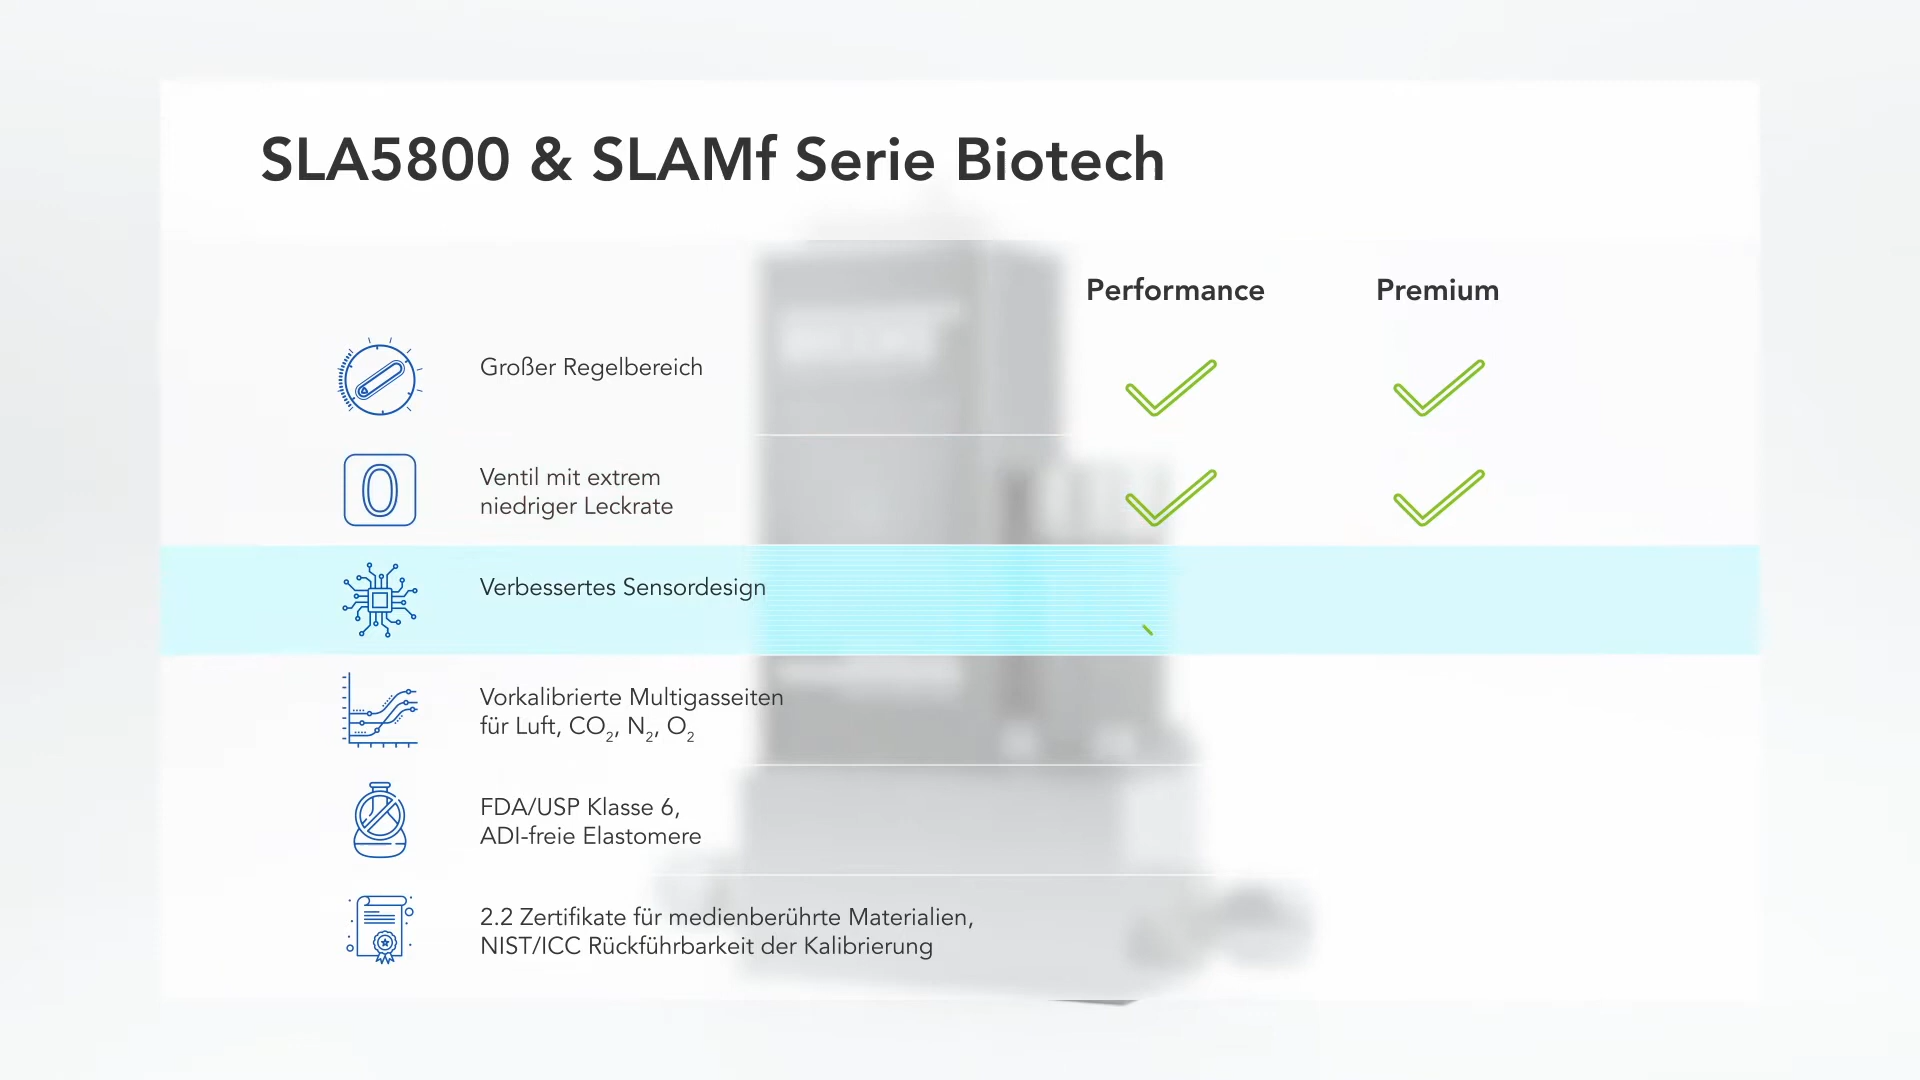 SLA5800 & SLAMf Serie Biotech
Performance
Premium
Großer Regelbereich
Ventil mit extrem
niedriger Leckrate
0
Verbessertes Sensordesign
Vorkalibrierte Multigasseiten
für Luft, CO₂, N₂, O₂
FDA/USP Klasse 6,
ADI-freie Elastomere
2.2 Zertifikate für medienberührte Materialien,
NIST/ICC Rückführbarkeit der Kalibrierung